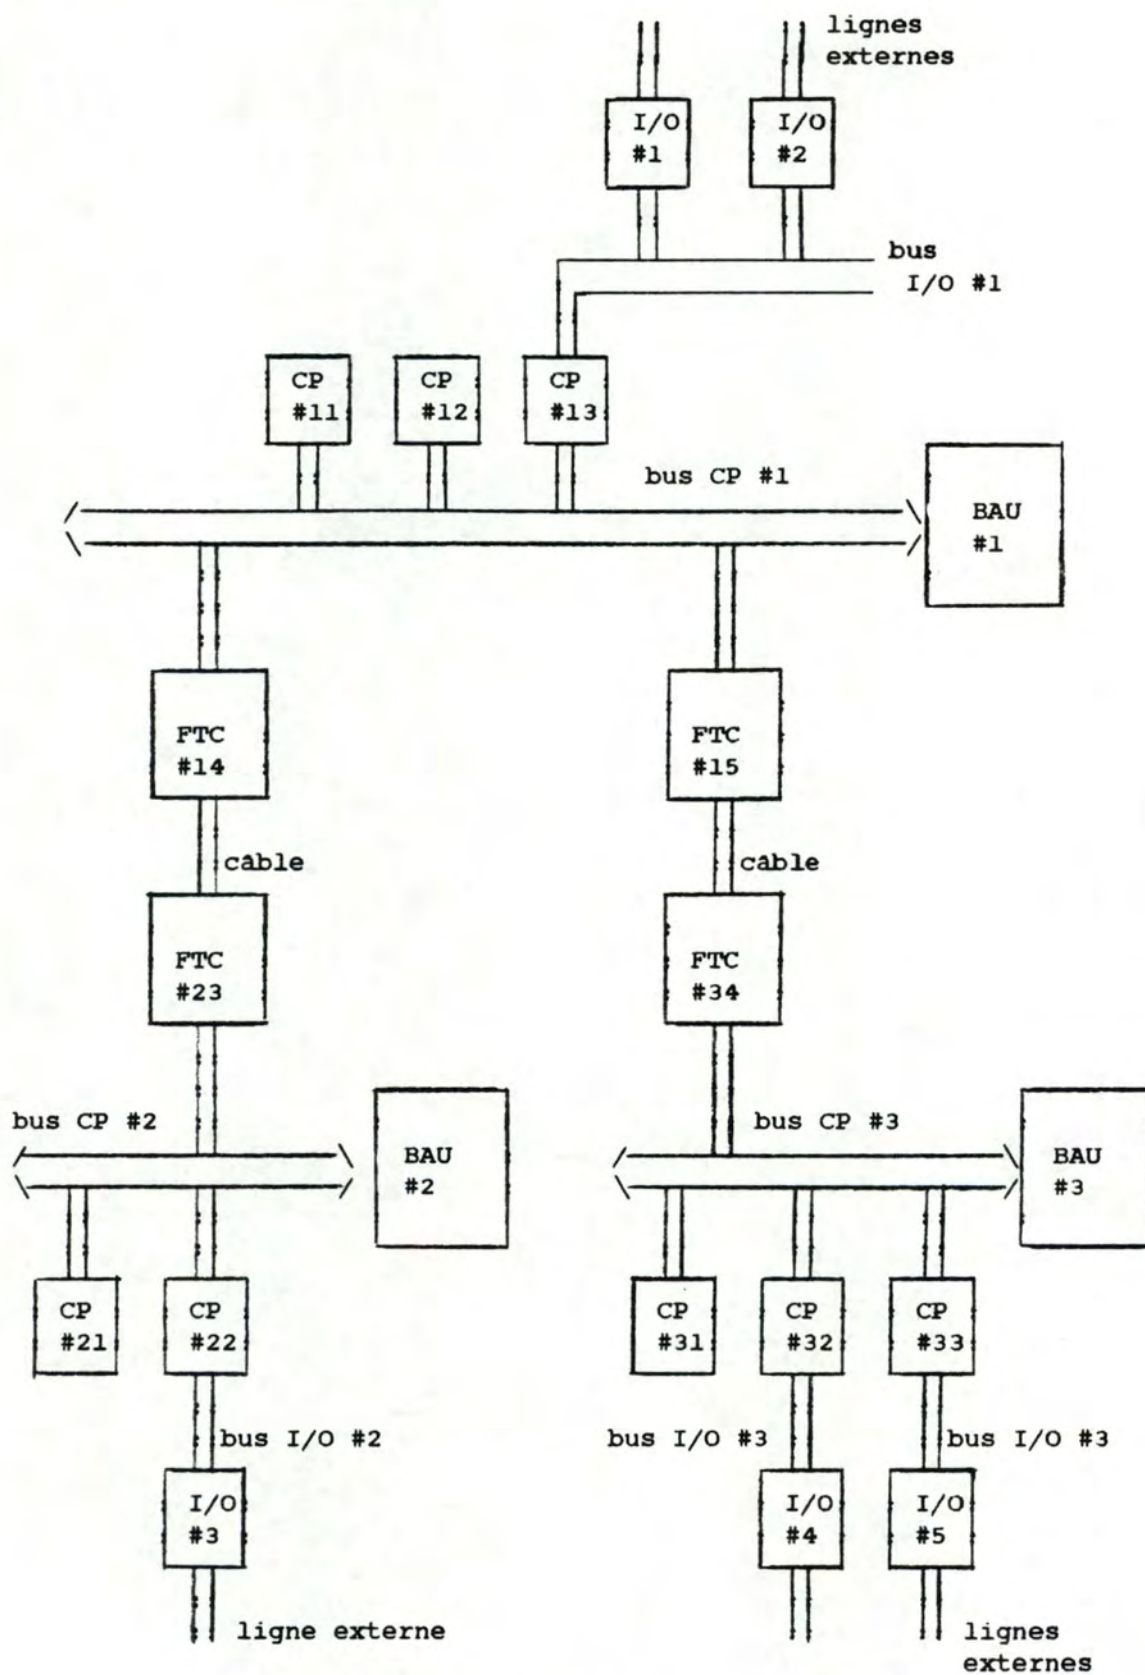 lignes
externes
I/O
#1
I/O
#2
bus
I/O #1
CP
#11
CP
#12
CP
#13
bus CP #1
BAU
#1
FTC
#14
FTC
#15
câble
câble
FTC
#23
FTC
#34
bus CP #2
BAU
#2
bus CP #3
BAU
#3
CP
#21
CP
#22
CP
#31
CP
#32
CP
#33
bus I/O #2
bus I/O #3
bus I/O #3
I/O
#3
I/O
#4
I/O
#5
ligne externe
lignes
externes